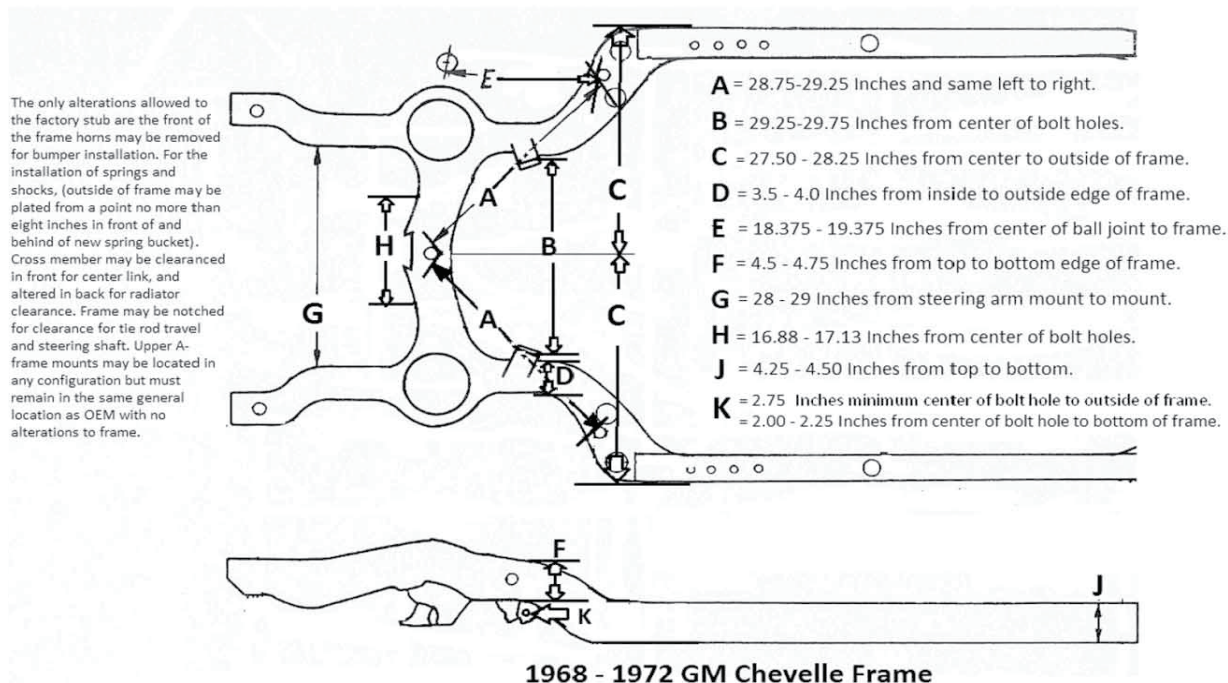 The only alterations allowed to
the factory stub are the front of
the frame horns may be removed
for bumper installation. For the
installation of springs and
shocks, (outside of frame may be
plated from a point no more than
eight inches in front of and
behind of new spring bucket).
Cross member may be clearanced
in front for center link, and
altered in back for radiator
clearance. Frame may be notched
for clearance for tie rod travel
and steering shaft. Upper A-
frame mounts may be located in
any configuration but must
remain in the same general
location as OEM with no
alterations to frame.
E
A
C
H
B
G
A
C
D
A = 28.75-29.25 Inches and same left to right.
B = 29.25-29.75 Inches from center of bolt holes.
C = 27.50 - 28.25 Inches from center to outside of frame.
D = 3.5 - 4.0 Inches from inside to outside edge of frame.
E = 18.375 - 19.375 Inches from center of ball joint to frame.
F = 4.5 - 4.75 Inches from top to bottom edge of frame.
G = 28 - 29 Inches from steering arm mount to mount.
H = 16.88 - 17.13 Inches from center of bolt holes.
J = 4.25 - 4.50 Inches from top to bottom.
K = 2.75 Inches minimum center of bolt hole to outside of frame.
= 2.00 - 2.25 Inches from center of bolt hole to bottom of frame.
F
K
J
1968 - 1972 GM Chevelle Frame